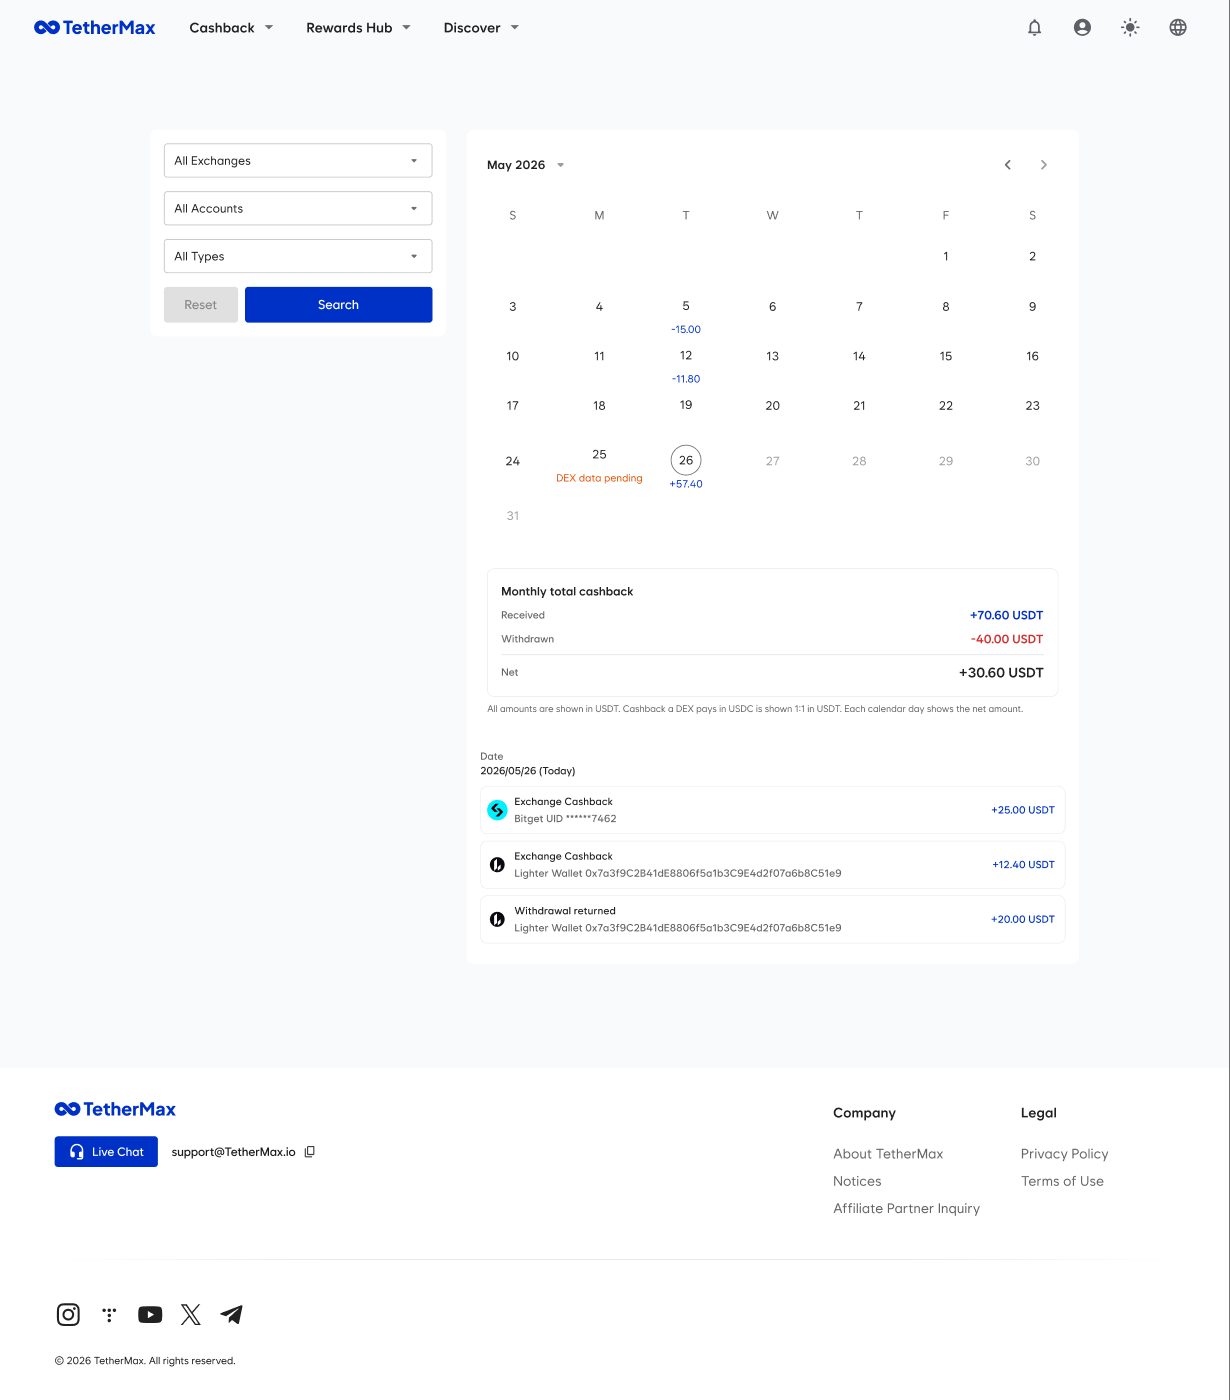 TetherMax Cashback Rewards Hub Discover
All Exchanges
All Accounts
All Types
Reset Search
May 2026
S M T W T F S
1 2
3 4 5 6 7 8 9
-15.00
10 11 12 13 14 15 16
-11.80
17 18 19 20 21 22 23
24 25 26 27 28 29 30
DEX data pending +57.40
31
Monthly total cashback
Received +70.60 USDT
Withdrawn -40.00 USDT
Net +30.60 USDT
All amounts are shown in USDT. Cashback a DEX pays in USDC is shown 1:1 in USDT. Each calendar day shows the net amount.
Date
2026/05/26 (Today)
Exchange Cashback
Bitget UID ******7462
+25.00 USDT
Exchange Cashback
Lighter Wallet 0x7a3f9C2B41dE8806f5a1b3C9E4d2f07a6b8C51e9
+12.40 USDT
Withdrawal returned
Lighter Wallet 0x7a3f9C2B41dE8806f5a1b3C9E4d2f07a6b8C51e9
+20.00 USDT
TetherMax
Live Chat support@TetherMax.io
Company
About TetherMax
Notices
Affiliate Partner Inquiry
Legal
Privacy Policy
Terms of Use
© 2026 TetherMax. All rights reserved.